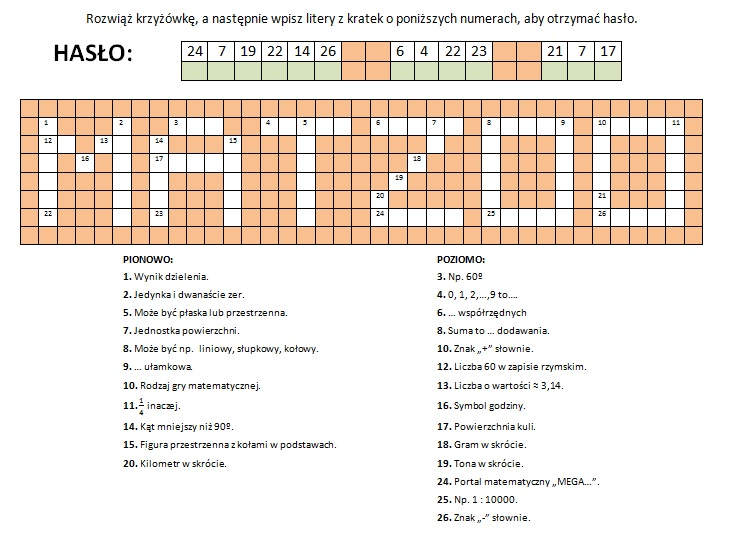 Rozwiąż krzyżówkę, a następnie wpisz litery z kratek o poniższych numerach, aby otrzymać hasło.
HASŁO: 24 7 19 22 14 26 6 4 22 23 21 7 17
1 2 3 4 5 6 7 8 9 10 11
12 13 14 15
16 17 18
19
20 21
22 23 24 25 26
PIONOWO:
1. Wynik dzielenia.
2. Jedynka i dwanaście zer.
5. Może być płaska lub przestrzenna.
7. Jednostka powierzchni.
8. Może być np. liniowy, słupkowy, kołowy.
9. ... ułamkowa.
10. Rodzaj gry matematycznej.
11. 1/4 inaczej.
14. Kąt mniejszy niż 90º.
15. Figura przestrzenna z kołami w podstawach.
20. Kilometr w skrócie.
POZIOMO:
3. Np. 60º
4. 0, 1, 2,...,9 to....
6. ... współrzędnych
8. Suma to ... dodawania.
10. Znak „+” słownie.
12. Liczba 60 w zapisie rzymskim.
13. Liczba o wartości ≈ 3,14.
16. Symbol godziny.
17. Powierzchnia kuli.
18. Gram w skrócie.
19. Tona w skrócie.
24. Portal matematyczny „MEGA...”.
25. Np. 1 : 10000.
26. Znak „-” słownie.